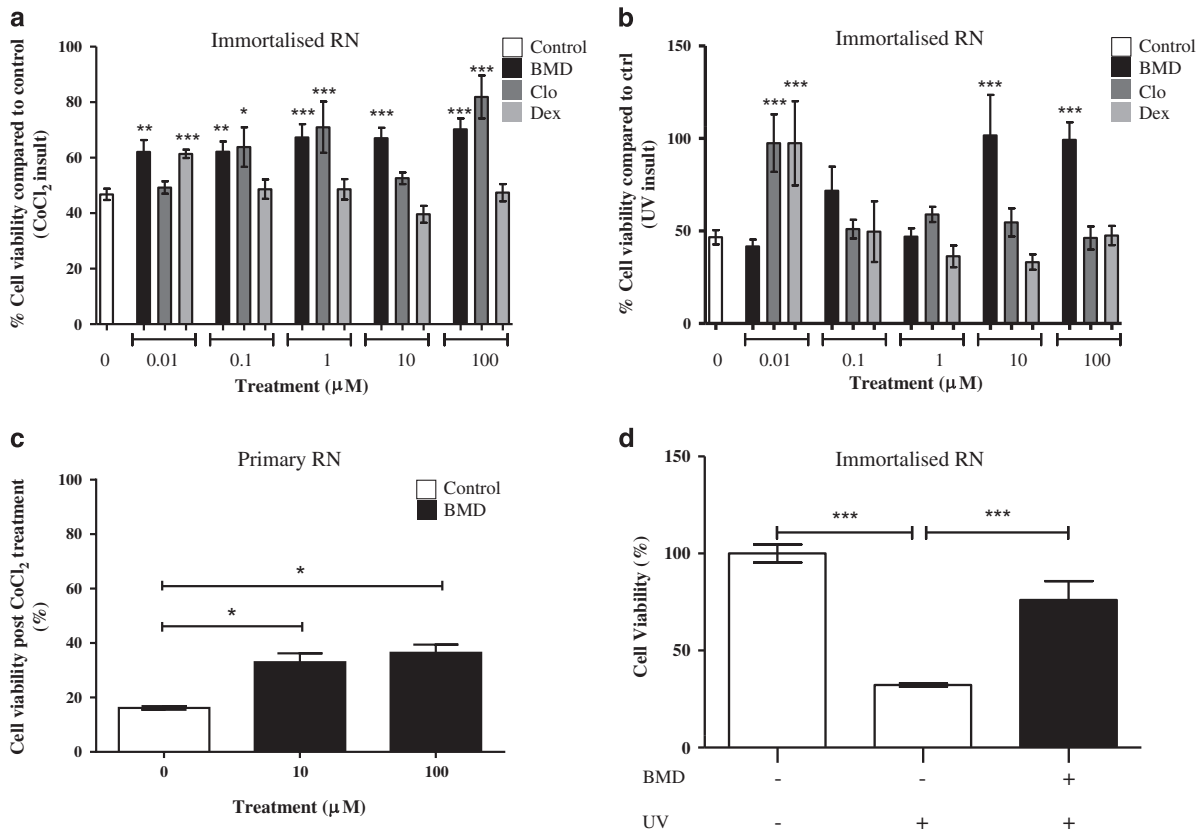 a
Immortalised RN
% Cell viability compared to control
(CoCl₂ insult)
100
80
60
40
20
0
Control
BMD
Clo
Dex
**
***
**
*
***
***
***
***
***
0
0.01
0.1
1
10
100
Treatment (μM)
b
Immortalised RN
% Cell viability compared to ctrl
(UV insult)
150
100
50
0
Control
BMD
Clo
Dex
***
***
***
***
0
0.01
0.1
1
10
100
Treatment (μM)
c
Primary RN
Cell viability post CoCl₂ treatment
(%)
100
80
60
40
20
0
Control
BMD
*
*
0
10
100
Treatment (μM)
d
Immortalised RN
Cell Viability (%)
150
100
50
0
***
***
BMD - - +
UV - + +